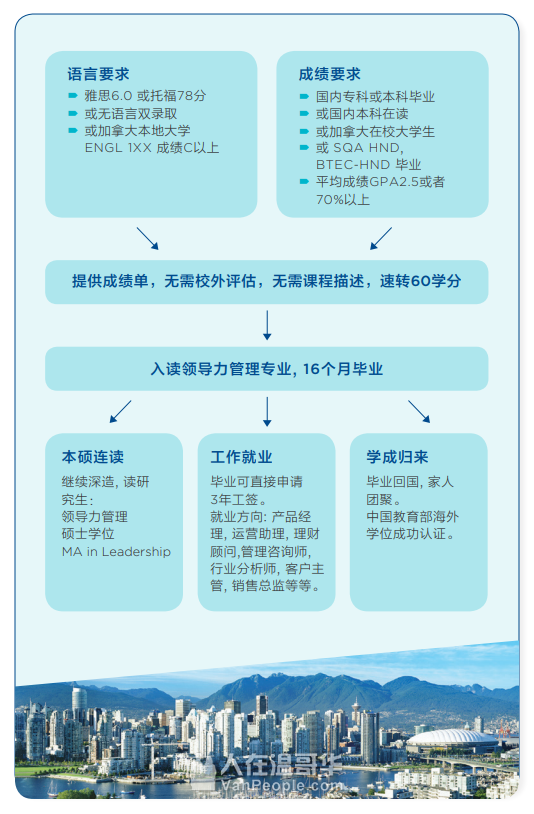 语言要求
雅思6.0 或托福78分
或无语言双录取
或加拿大本地大学
ENGL 1XX 成绩C以上
成绩要求
国内专科或本科毕业
或国内本科在读
或加拿大在校大学生
或 SQA HND,
BTEC-HND 毕业
平均成绩GPA2.5或者
70%以上
提供成绩单，无需校外评估，无需课程描述，速转60学分
入读领导力管理专业, 16个月毕业
本硕连读
继续深造, 读研
究生：
领导力管理
硕士学位
MA in Leadership
工作就业
毕业可直接申请
3年工签。
就业方向: 产品经
理, 运营助理, 理财
顾问,管理咨询师,
行业分析师, 客户主
管, 销售总监等等。
学成归来
毕业回国, 家人
团聚。
中国教育部海外
学位成功认证。
人在温哥华
VanPeople.com